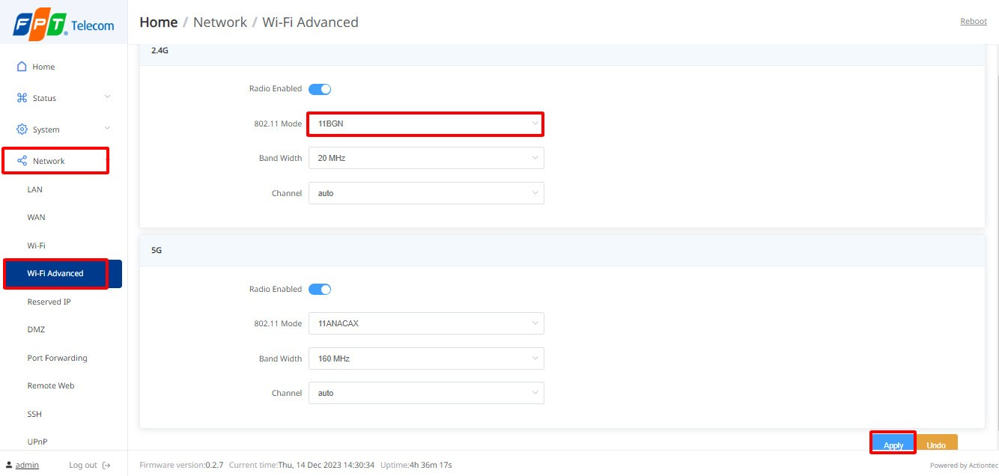 FPT Telecom
Home / Network / Wi-Fi Advanced
Reboot
Home
Status
System
Network
LAN
WAN
Wi-Fi
Wi-Fi Advanced
Reserved IP
DMZ
Port Forwarding
Remote Web
SSH
UPnP
admin
Log out
2.4G
Radio Enabled
802.11 Mode 11BGN
Band Width 20 MHz
Channel auto
5G
Radio Enabled
802.11 Mode 11ANACAX
Band Width 160 MHz
Channel auto
Apply Undo
Firmware version:0.2.7 Current time:Thu, 14 Dec 2023 14:30:34 Uptime:4h 36m 17s
Powered by Actiontec